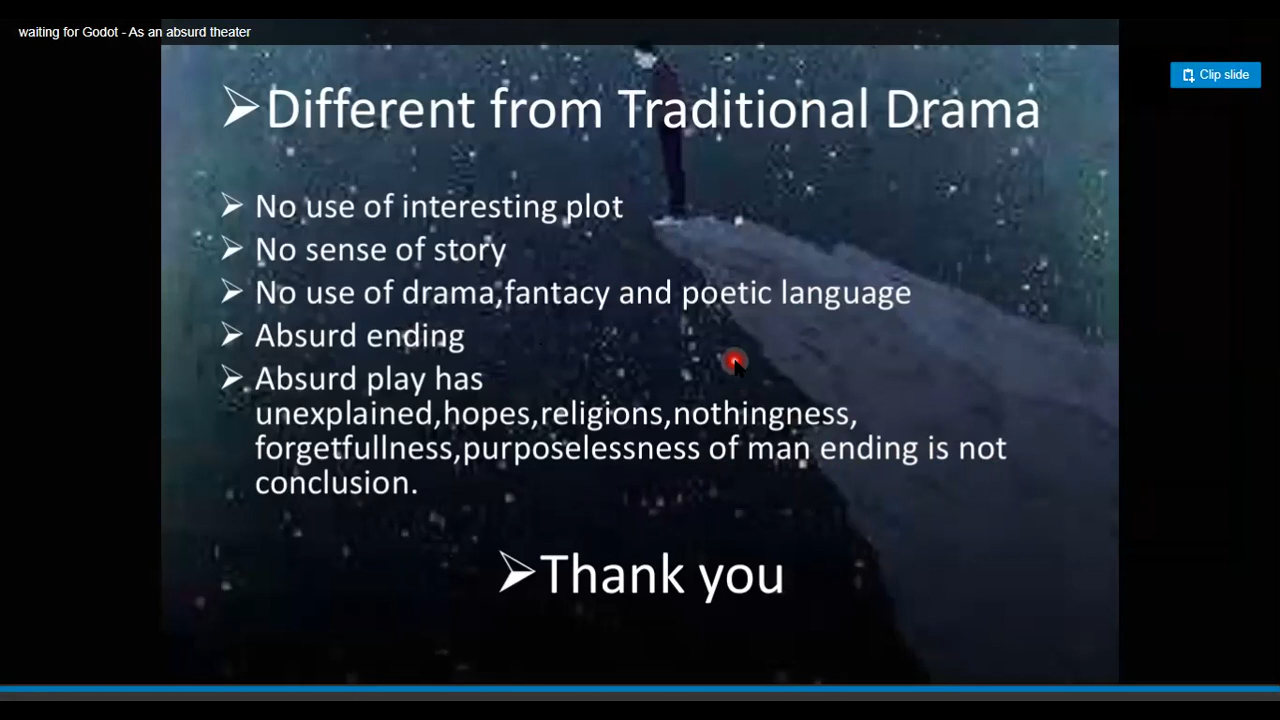 waiting for Godot - As an absurd theater
Clip slide
Different from Traditional Drama
No use of interesting plot
No sense of story
No use of drama,fantacy and poetic language
Absurd ending
Absurd play has
unexplained,hopes,religions,nothingness,
forgetfullness,purposelessness of man ending is not
conclusion.
Thank you